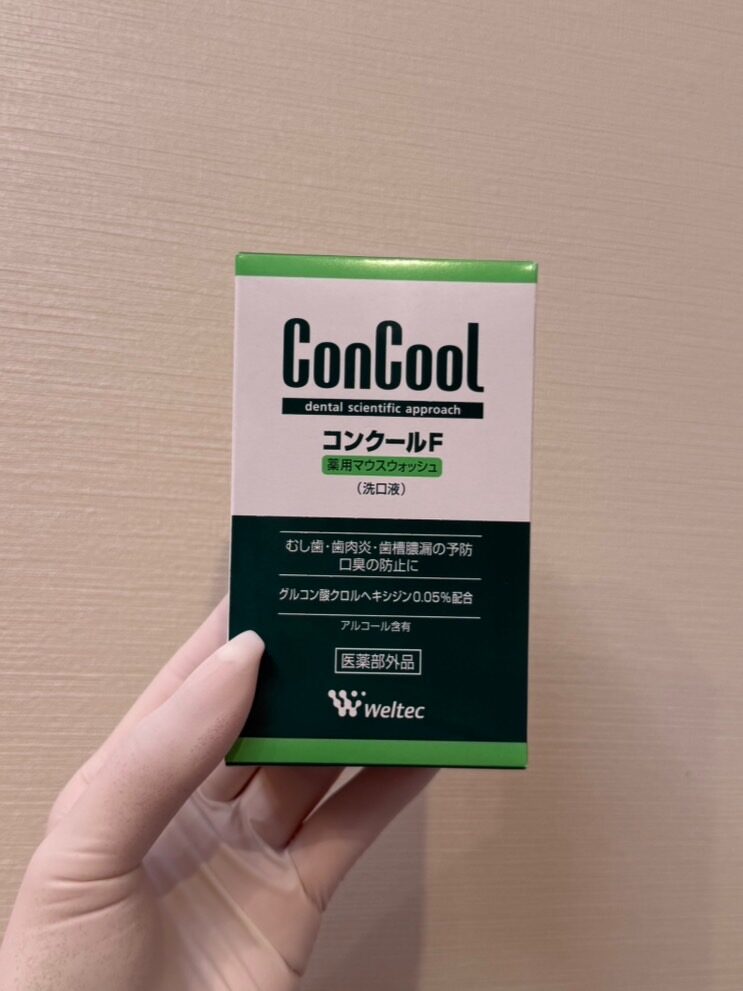 ConCool
dental scientific approach
コンクールF
薬用マウスウォッシュ
（洗口液）
むし歯・歯肉炎・歯槽膿漏の予防
口臭の防止に
グルコン酸クロルヘキシジン0.05%配合
アルコール含有
医薬部外品
weltec